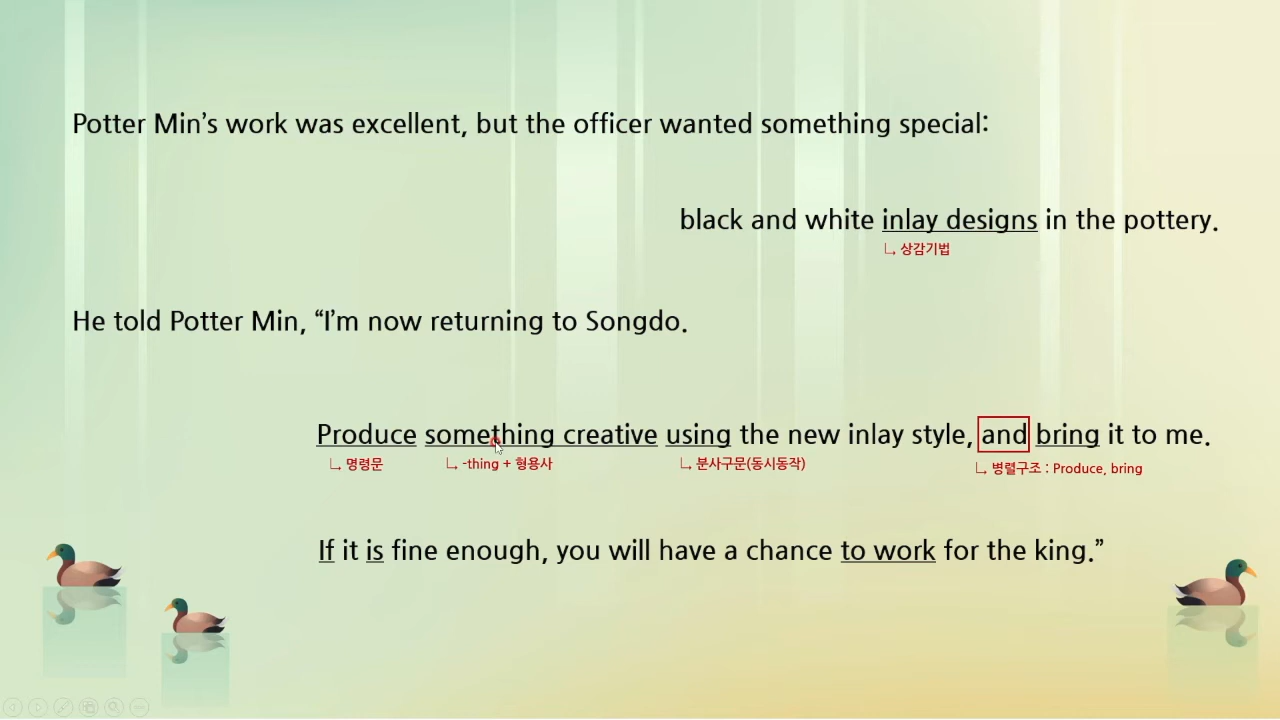 Potter Min’s work was excellent, but the officer wanted something special:
black and white inlay designs in the pottery.
ㄴ 상감기법
He told Potter Min, “I’m now returning to Songdo.
Produce something creative using the new inlay style, and bring it to me.
ㄴ 명령문 ㄴ -thing + 형용사 ㄴ 분사구문(동시동작) ㄴ 병렬구조 : Produce, bring
If it is fine enough, you will have a chance to work for the king.”